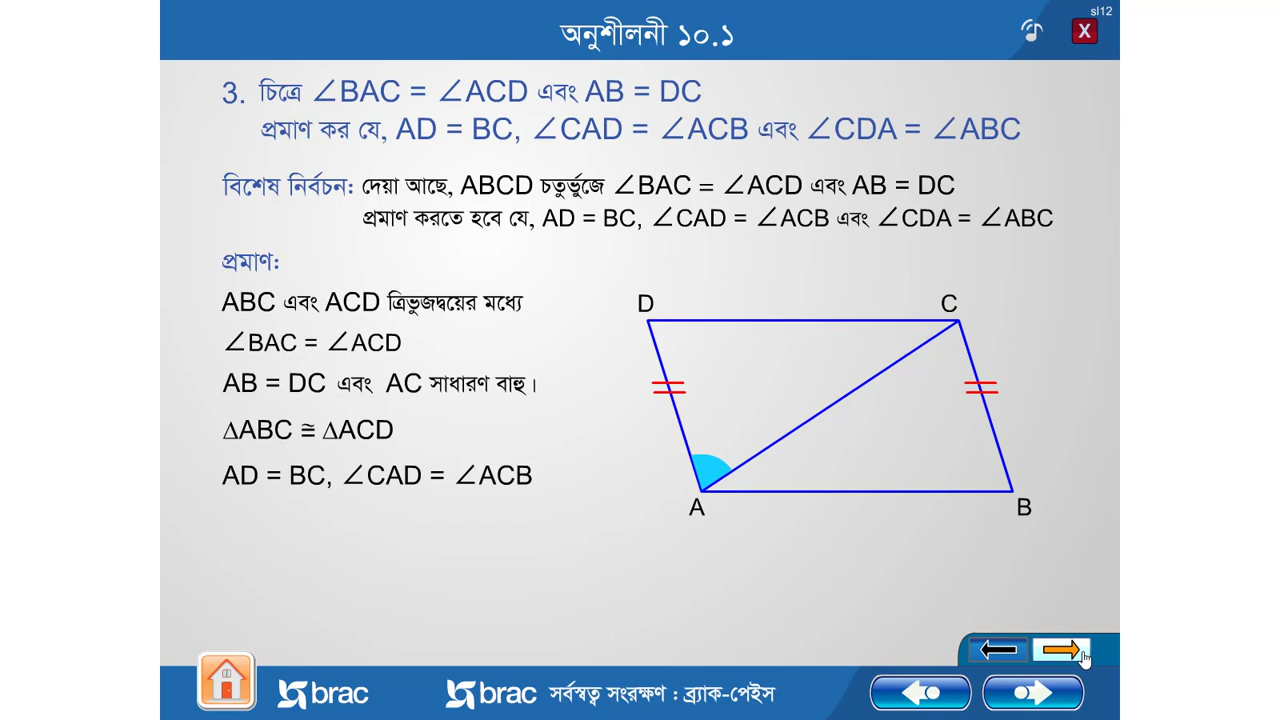 sl12
অনুশীলনী ১০.১
X
3. চিত্রে ∠BAC = ∠ACD এবং AB = DC
প্রমাণ কর যে, AD = BC, ∠CAD = ∠ACB এবং ∠CDA = ∠ABC
বিশেষ নির্বচন: দেয়া আছে, ABCD চতুর্ভুজে ∠BAC = ∠ACD এবং AB = DC
প্রমাণ করতে হবে যে, AD = BC, ∠CAD = ∠ACB এবং ∠CDA = ∠ABC
প্রমাণ:
ABC এবং ACD ত্রিভুজদ্বয়ের মধ্যে
∠BAC = ∠ACD
AB = DC এবং AC সাধারণ বাহু।
ΔABC ≅ ΔACD
AD = BC, ∠CAD = ∠ACB
D C
A B
brac brac সর্বস্বত্ব সংরক্ষণ : ব্র্যাক-পেইস